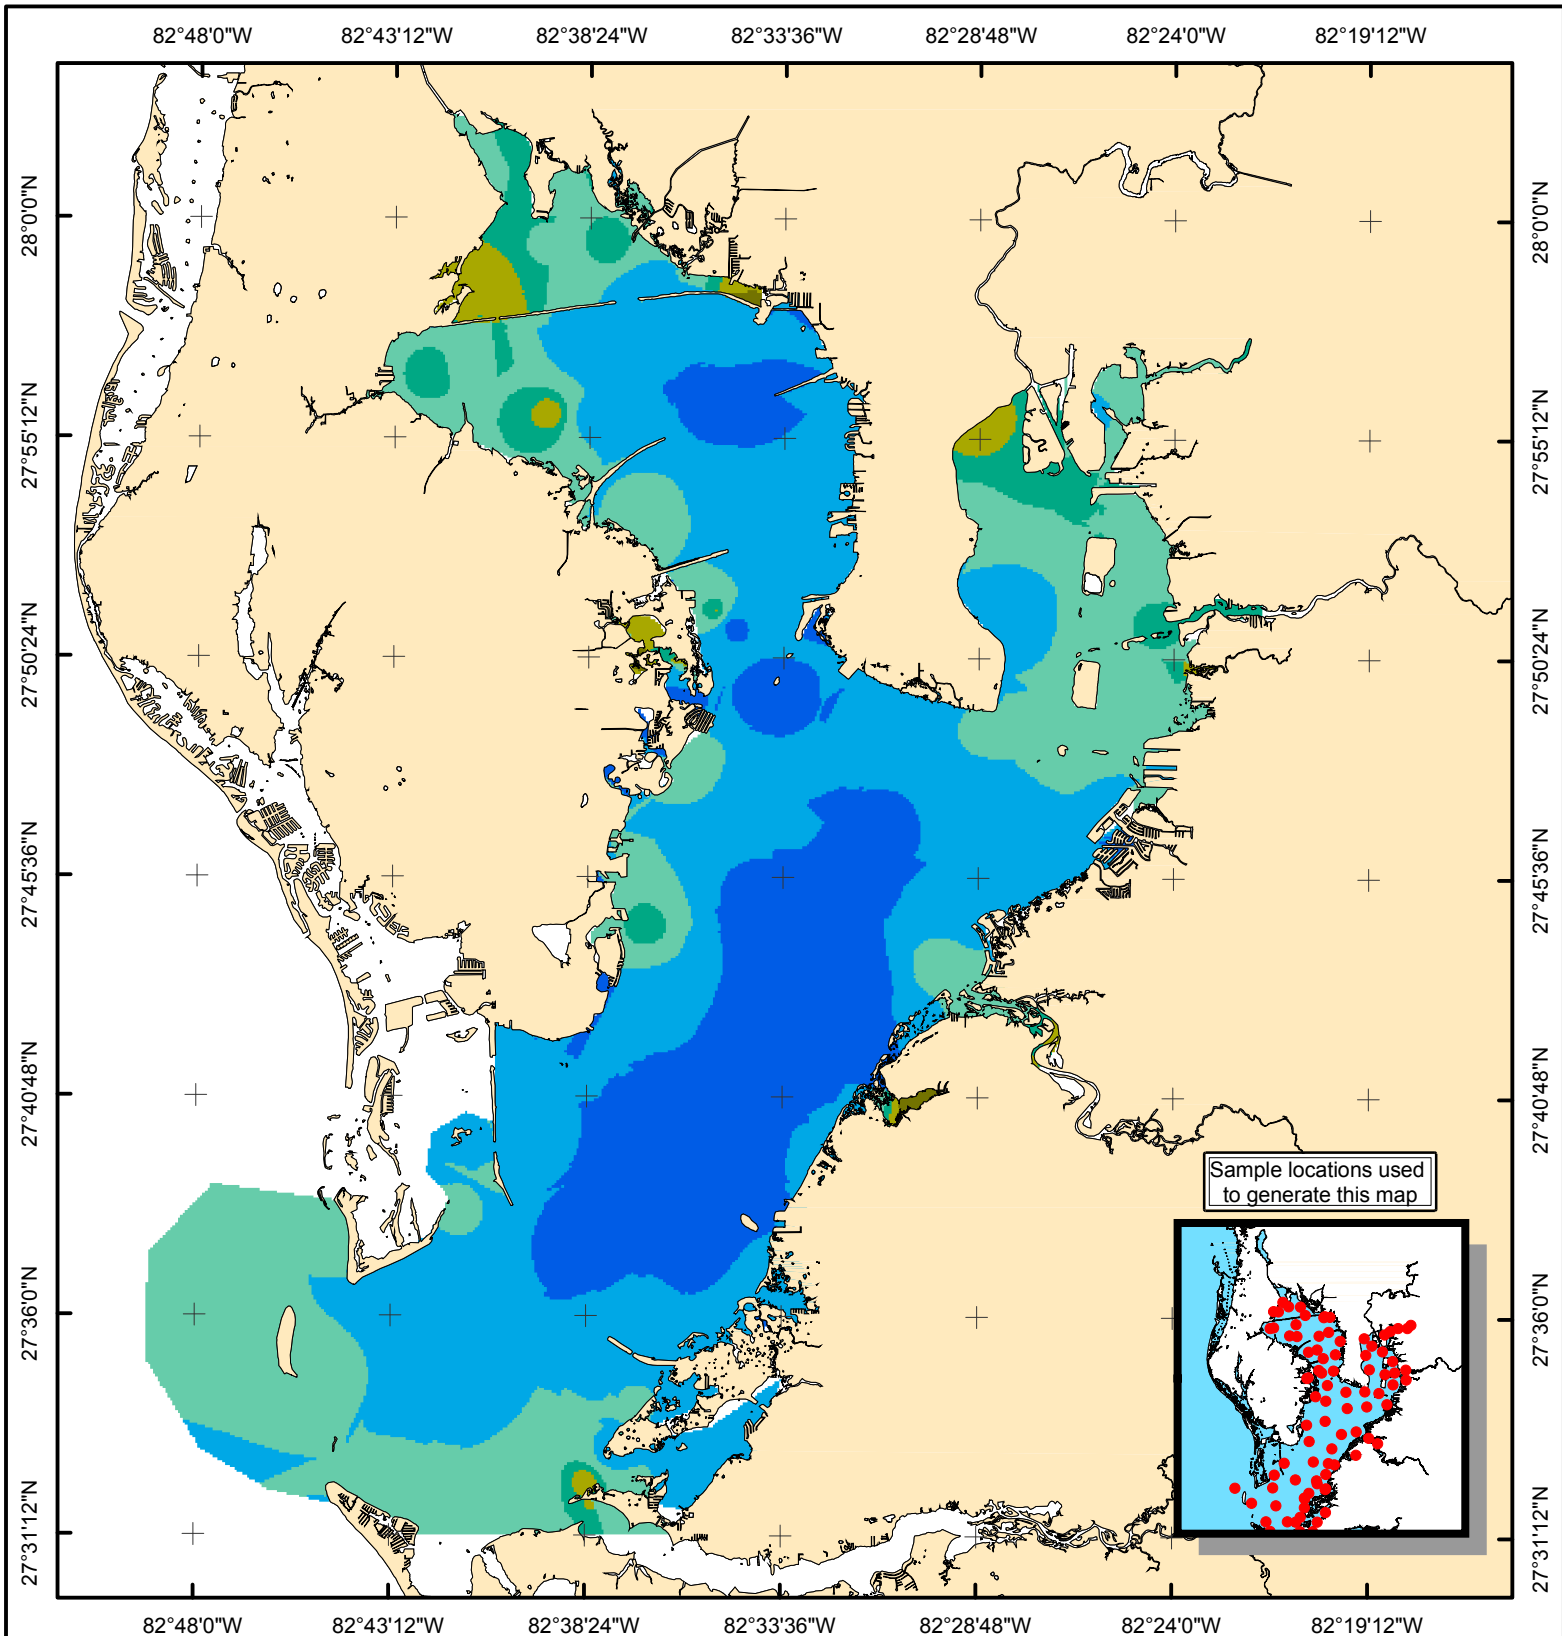 82°48'0"W
82°43'12"W
82°38'24"W
82°33'36"W
82°28'48"W
82°24'0"W
82°19'12"W
28°0'0"N
28°0'0"N
27°55'12"N
27°55'12"N
27°50'24"N
27°50'24"N
27°45'36"N
27°45'36"N
27°40'48"N
27°40'48"N
Sample locations used
to generate this map
27°36'0"N
27°36'0"N
27°31'12"N
27°31'12"N
82°48'0"W
82°43'12"W
82°38'24"W
82°33'36"W
82°28'48"W
82°24'0"W
82°19'12"W